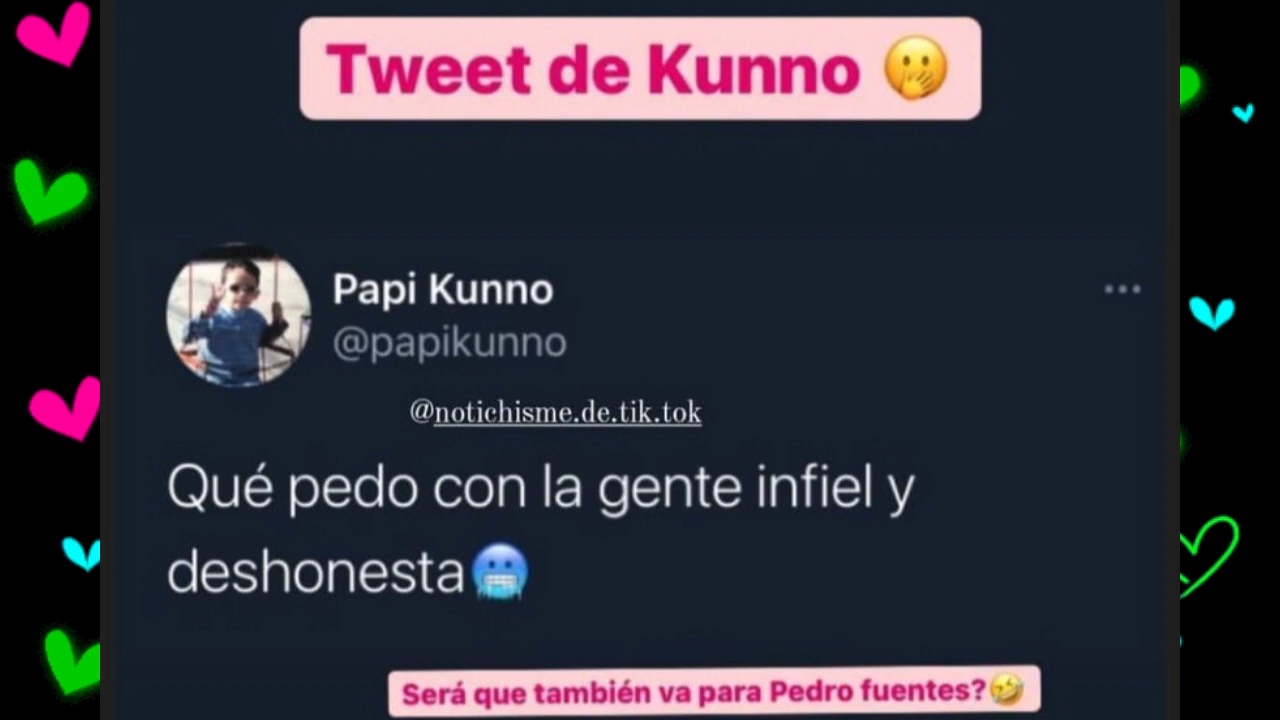 Tweet de Kunno 🤭
Papi Kunno
@papikunno
@notichisme.de.tik.tok
Qué pedo con la gente infiel y
deshonesta🥶
Será que también va para Pedro fuentes?🤣